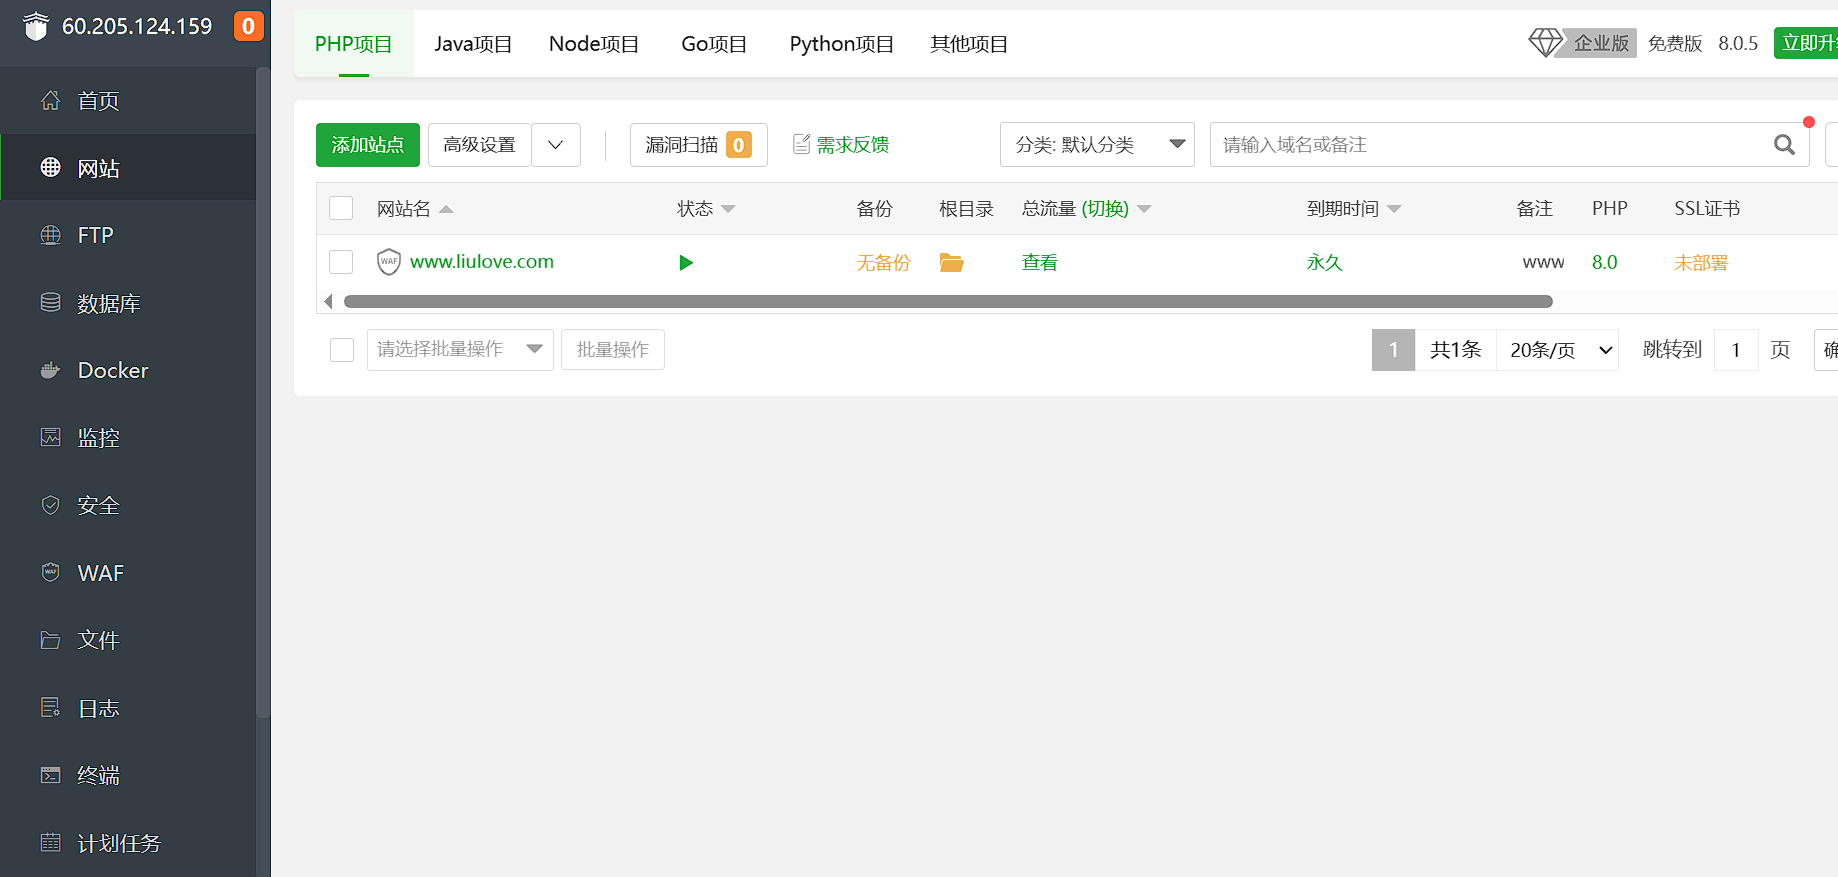 60.205.124.159 0
首页
网站
FTP
数据库
Docker
监控
安全
WAF
文件
日志
终端
计划任务
PHP项目 Java项目 Node项目 Go项目 Python项目 其他项目 企业版 免费版 8.0.5 立即升
添加站点 高级设置 漏洞扫描 0 需求反馈 分类: 默认分类 请输入域名或备注
网站名 状态 备份 根目录 总流量 (切换) 到期时间 备注 PHP SSL证书
WAF www.liulove.com 无备份 查看 永久 www 8.0 未部署
请选择批量操作 批量操作 1 共1条 20条/页 跳转到 1 页 确